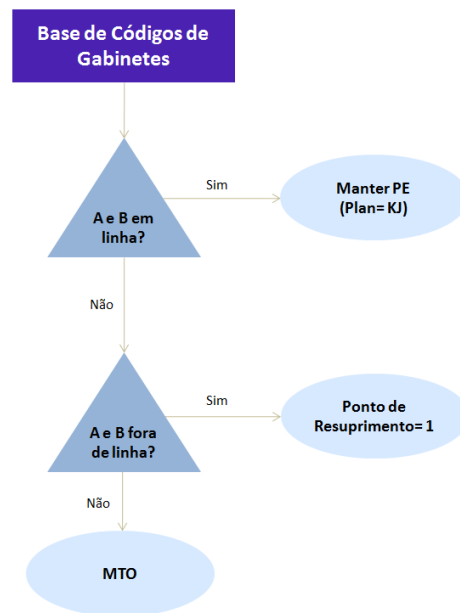 Base de Códigos de
Gabinetes
A e B em
linha?
Sim
Manter PE
(Plan= KJ)
Não
A e B fora
de linha?
Sim
Ponto de
Resuprimento= 1
Não
MTO